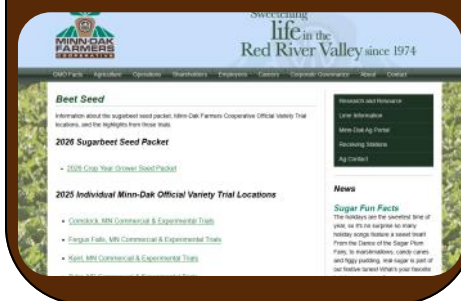 MINN-DAK
FARMERS
COOPERATIVE
Sweetening
life in the
Red River Valley since 1974
GMO Facts Agriculture Operations Shareholders Employees Careers Corporate Governance About Contact
Beet Seed
Information about the sugarbeet seed packet, Minn-Dak Farmers Cooperative Official Variety Trial
locations, and the highlights from those trials.
2026 Sugarbeet Seed Packet
2026 Crop Year Grower Seed Packet
2025 Individual Minn-Dak Official Variety Trial Locations
Comstock, MN Commercial & Experimental Trials
Fergus Falls, MN Commercial & Experimental Trials
Kent, MN Commercial & Experimental Trials
Research and Resource
Lime Information
Minn-Dak Ag Portal
Receiving Stations
Ag Contact
News
Sugar Fun Facts
The holidays are the sweetest time of
year, so it's no surprise so many
holiday songs feature a sweet treat!
From the Dance of the Sugar Plum
Fairy, to marshmallows, candy canes
and figgy pudding, real sugar is part of
our festive tunes! What's your favorite